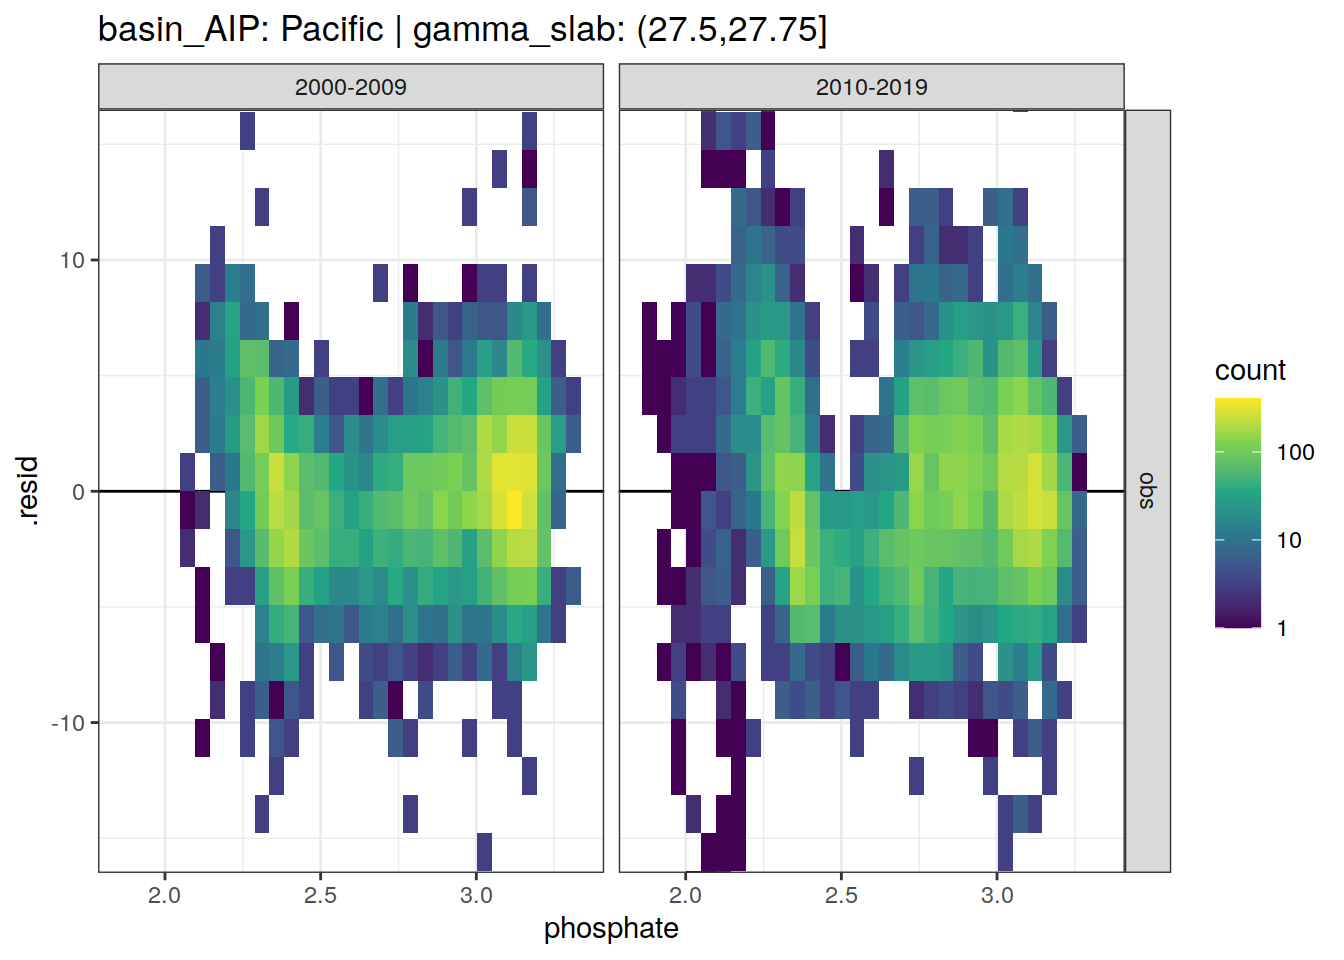 basin_AIP: Pacific | gamma_slab: (27.5,27.75]
2000-2009
2010-2019
obs
.resid
10
0
-10
2.0
2.5
3.0
2.0
2.5
3.0
phosphate
count
100
10
1